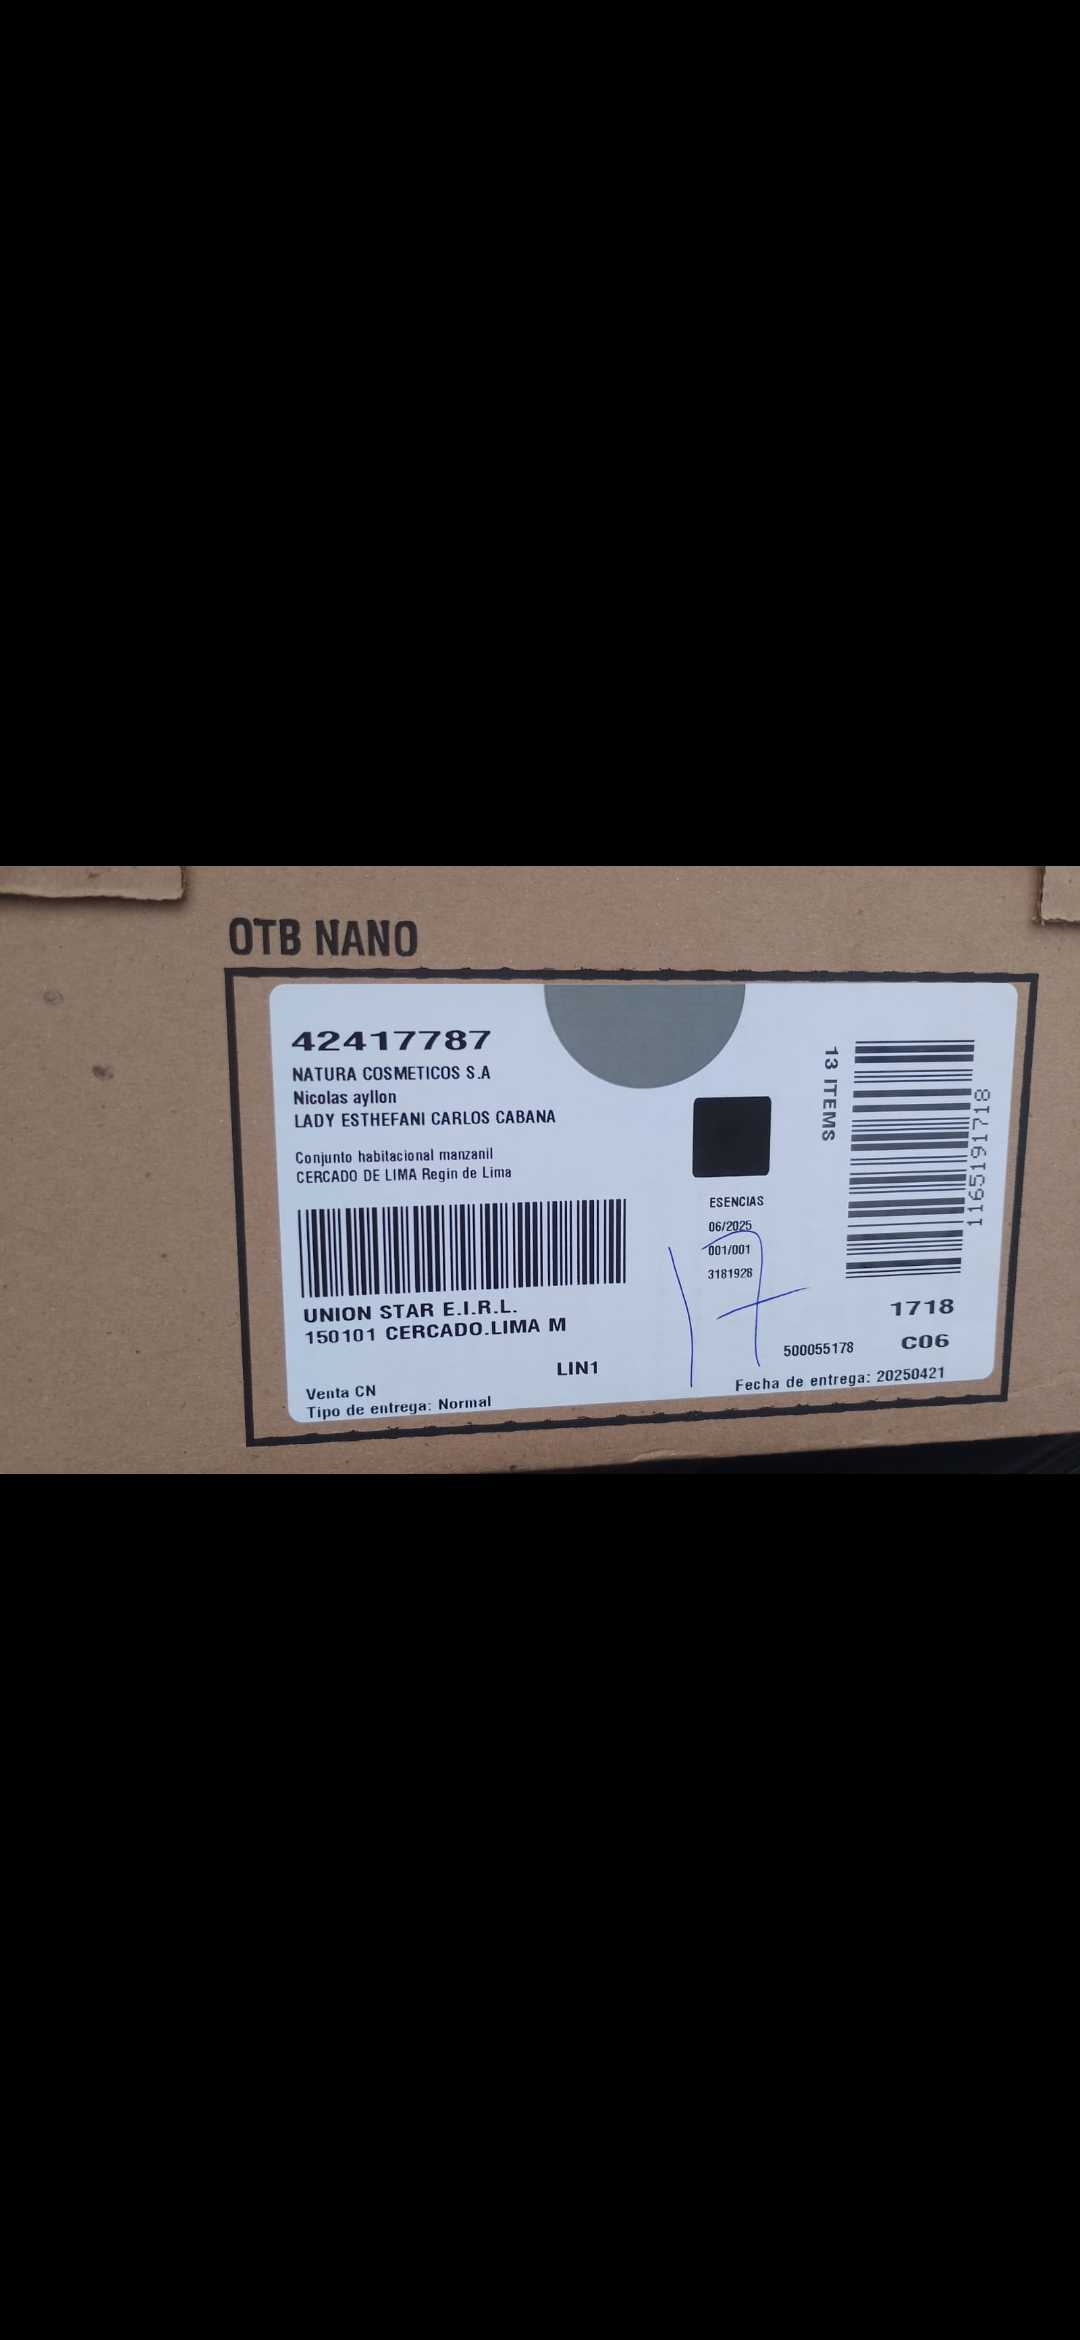 OTB NANO
42417787
NATURA COSMETICOS S.A
Nicolas ayllon
LADY ESTHEFANI CARLOS CABANA
Conjunto habitacional manzanil
CERCADO DE LIMA Regin de Lima
UNION STAR E.I.R.L.
150101 CERCADO.LIMA M
LIN1
Venta CN
Tipo de entrega: Normal
ESENCIAS
06/2025
001/001
3181928
17
13 ITEMS
1165191718
1718
500055178
C06
Fecha de entrega: 20250421